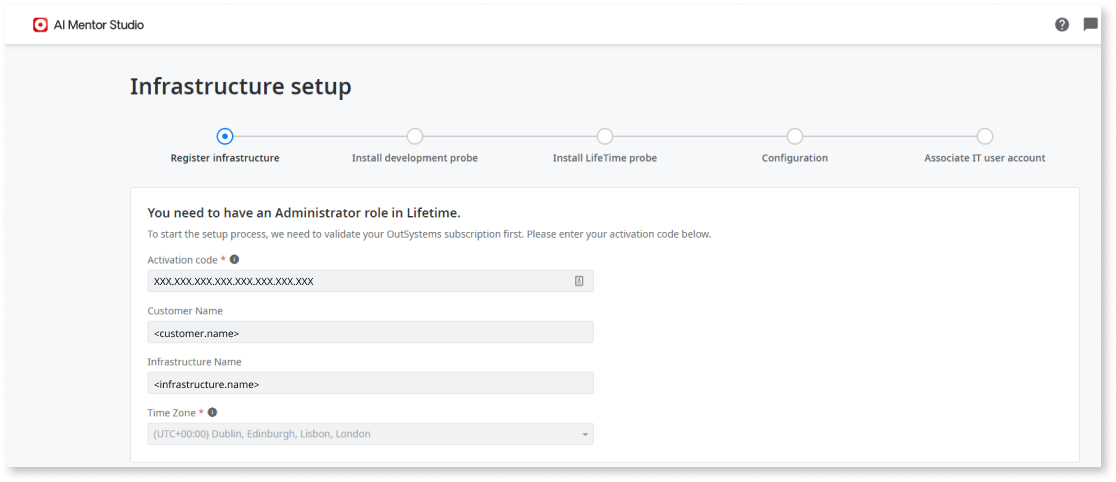 AI Mentor Studio
Infrastructure setup
Register infrastructure
Install development probe
Install LifeTime probe
Configuration
Associate IT user account
You need to have an Administrator role in Lifetime.
To start the setup process, we need to validate your OutSystems subscription first. Please enter your activation code below.
Activation code *
XXX.XXX.XXX.XXX.XXX.XXX.XXX.XXX
Customer Name
<customer.name>
Infrastructure Name
<infrastructure.name>
Time Zone *
(UTC+00:00) Dublin, Edinburgh, Lisbon, London